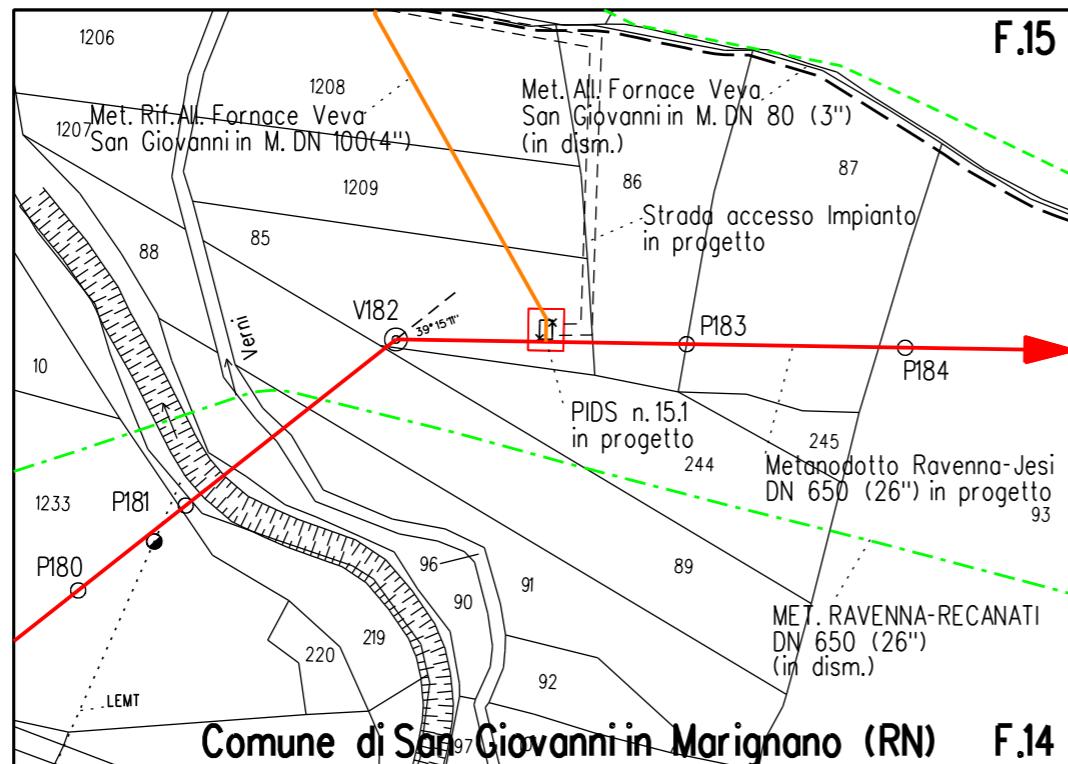 F.15
1206
1208
Met. Rif. All. Fornace Veva
San Giovanni in M. DN 100(4")
1207
Met. All. Fornace Veva
San Giovanni in M. DN 80 (3")
(in dism.)
86
87
1209
Strada accesso Impianto
in progetto
88
85
V182
39°15'11"
Verni
P183
P184
10
PIDS n. 15.1
in progetto
244
245
Metanodotto Ravenna-Jesi
DN 650 (26") in progetto
93
1233
P181
P180
96
90
91
89
MET. RAVENNA-RECANATI
DN 650 (26")
(in dism.)
219
220
92
LEMT
97
Comune di San Giovanni in Marignano (RN)
F.14